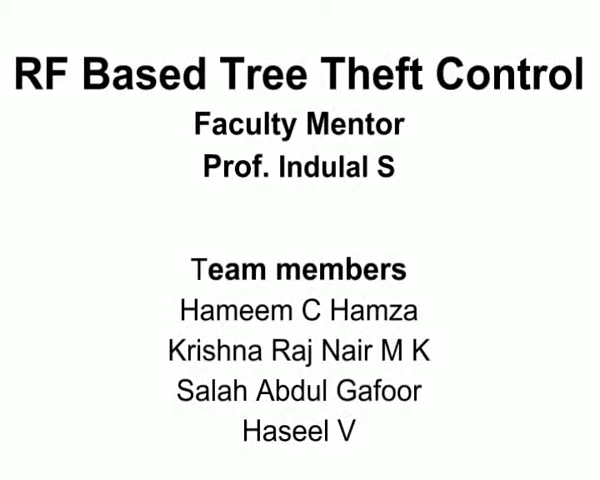 RF Based Tree Theft Control
Faculty Mentor
Prof. Indulal S
Team members
Hameem C Hamza
Krishna Raj Nair M K
Salah Abdul Gafoor
Haseel V